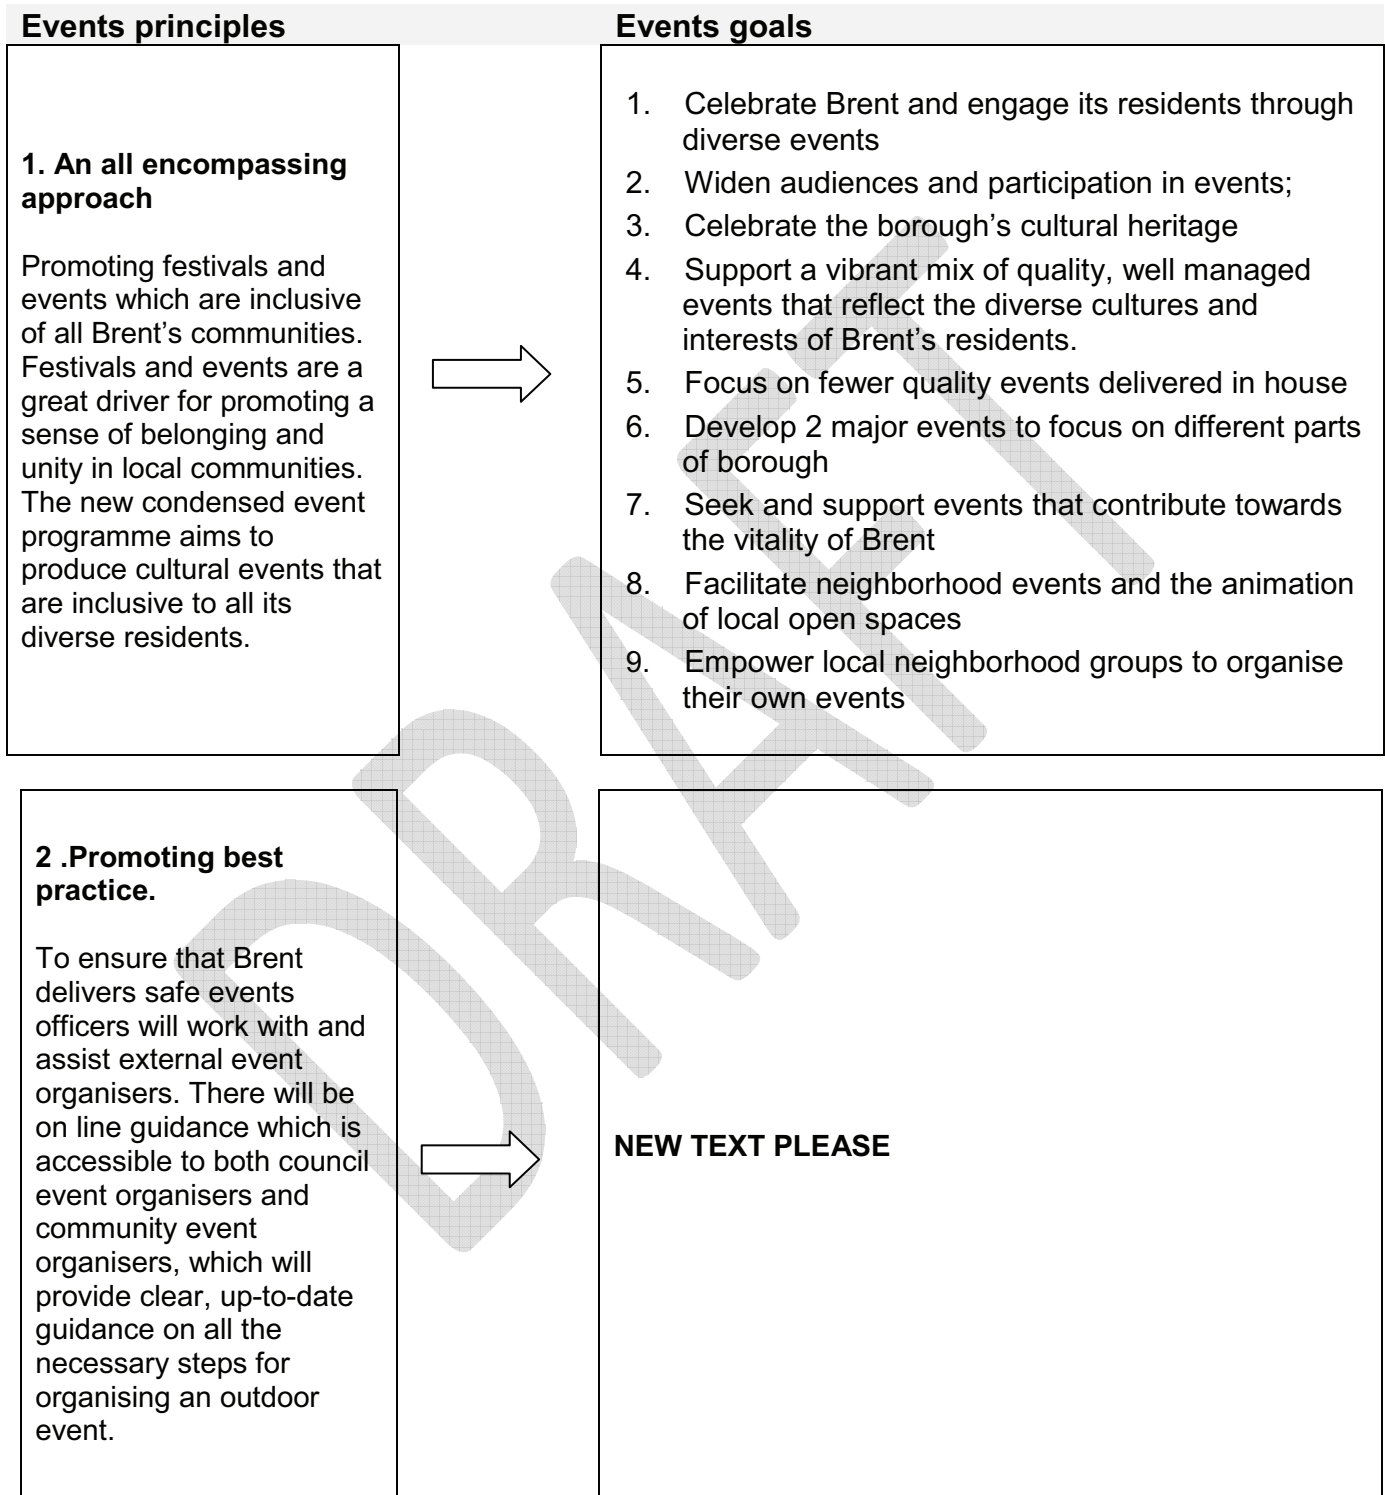 Events principles
Events goals
1. An all encompassing
approach
Promoting festivals and
events which are inclusive
of all Brent’s communities.
Festivals and events are a
great driver for promoting a
sense of belonging and
unity in local communities.
The new condensed event
programme aims to
produce cultural events that
are inclusive to all its
diverse residents.
1. Celebrate Brent and engage its residents through
diverse events
2. Widen audiences and participation in events;
3. Celebrate the borough’s cultural heritage
4. Support a vibrant mix of quality, well managed
events that reflect the diverse cultures and
interests of Brent’s residents.
5. Focus on fewer quality events delivered in house
6. Develop 2 major events to focus on different parts
of borough
7. Seek and support events that contribute towards
the vitality of Brent
8. Facilitate neighborhood events and the animation
of local open spaces
9. Empower local neighborhood groups to organise
their own events
2 .Promoting best
practice.
To ensure that Brent
delivers safe events
officers will work with and
assist external event
organisers. There will be
on line guidance which is
accessible to both council
event organisers and
community event
organisers, which will
provide clear, up-to-date
guidance on all the
necessary steps for
organising an outdoor
event.
NEW TEXT PLEASE
DRAFT